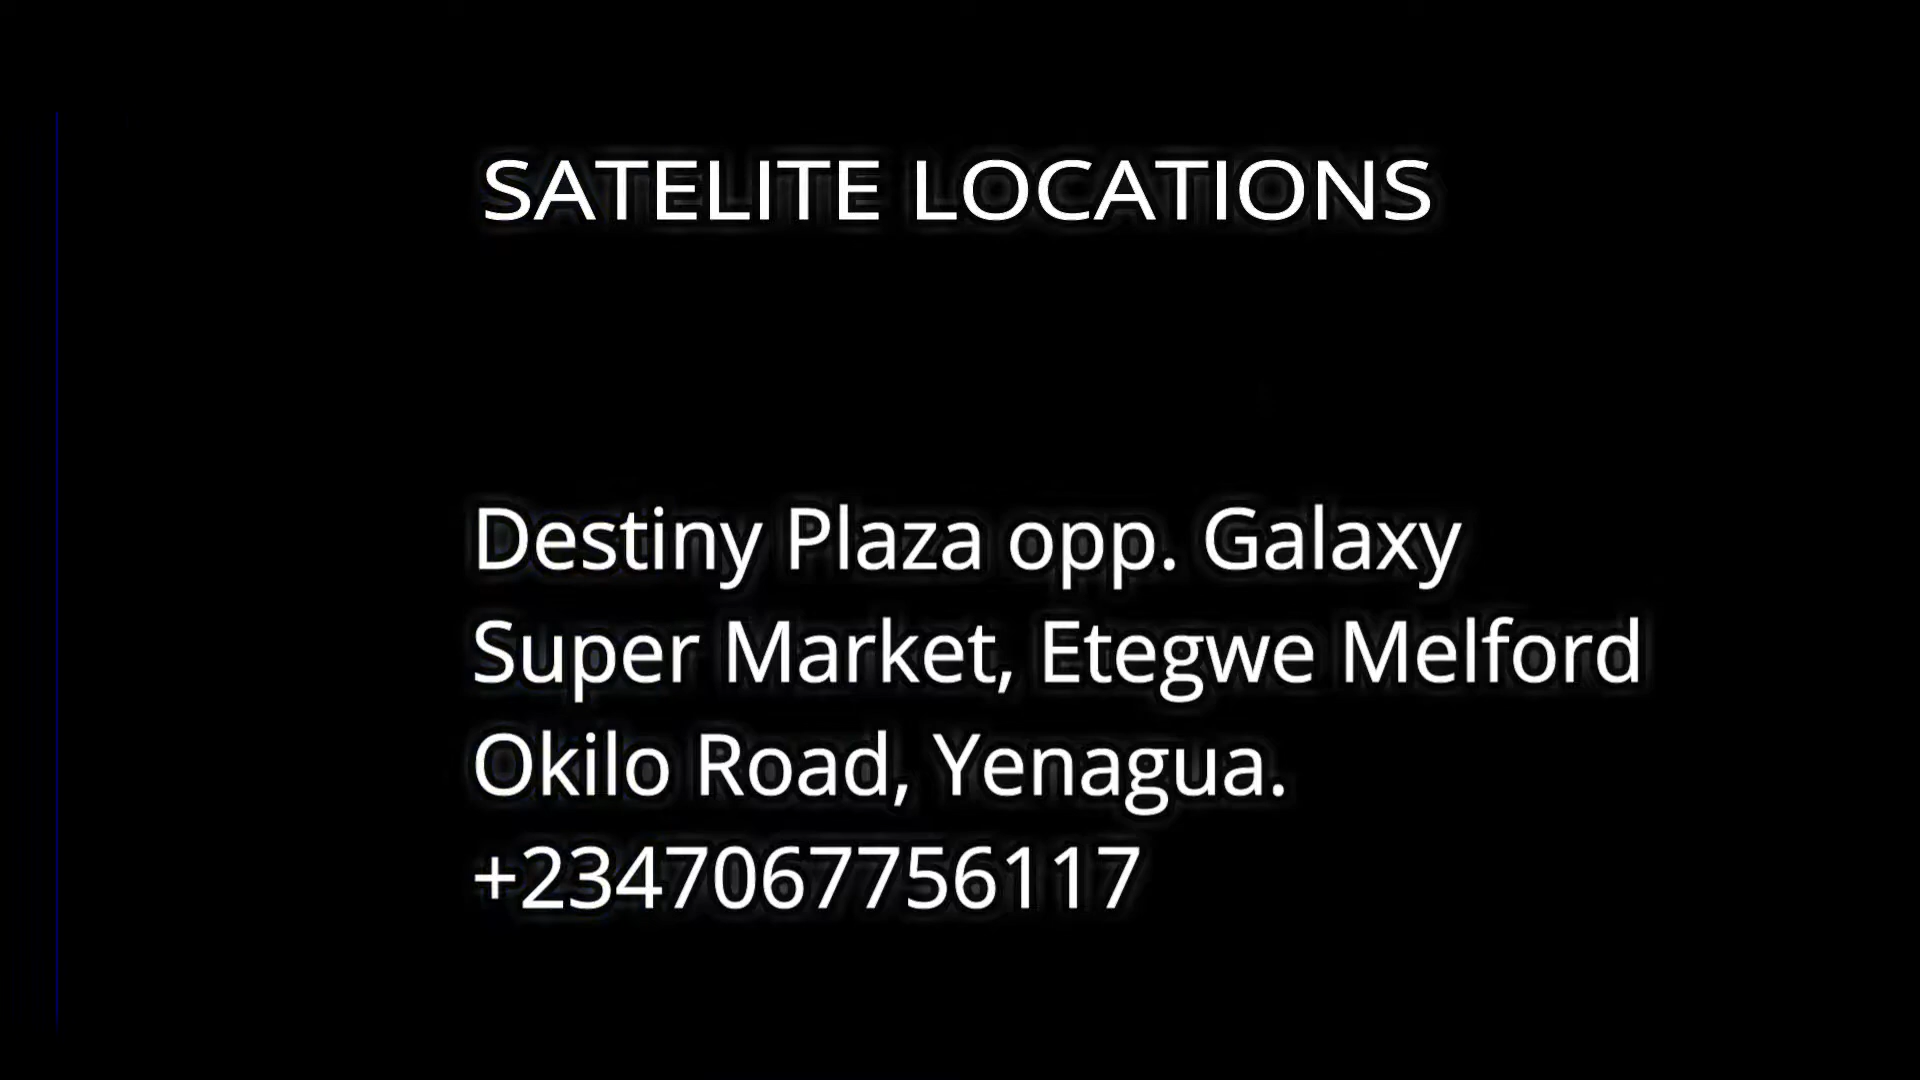 SATELITE LOCATIONS
Destiny Plaza opp. Galaxy
Super Market, Etegwe Melford
Okilo Road, Yenagua.
+2347067756117